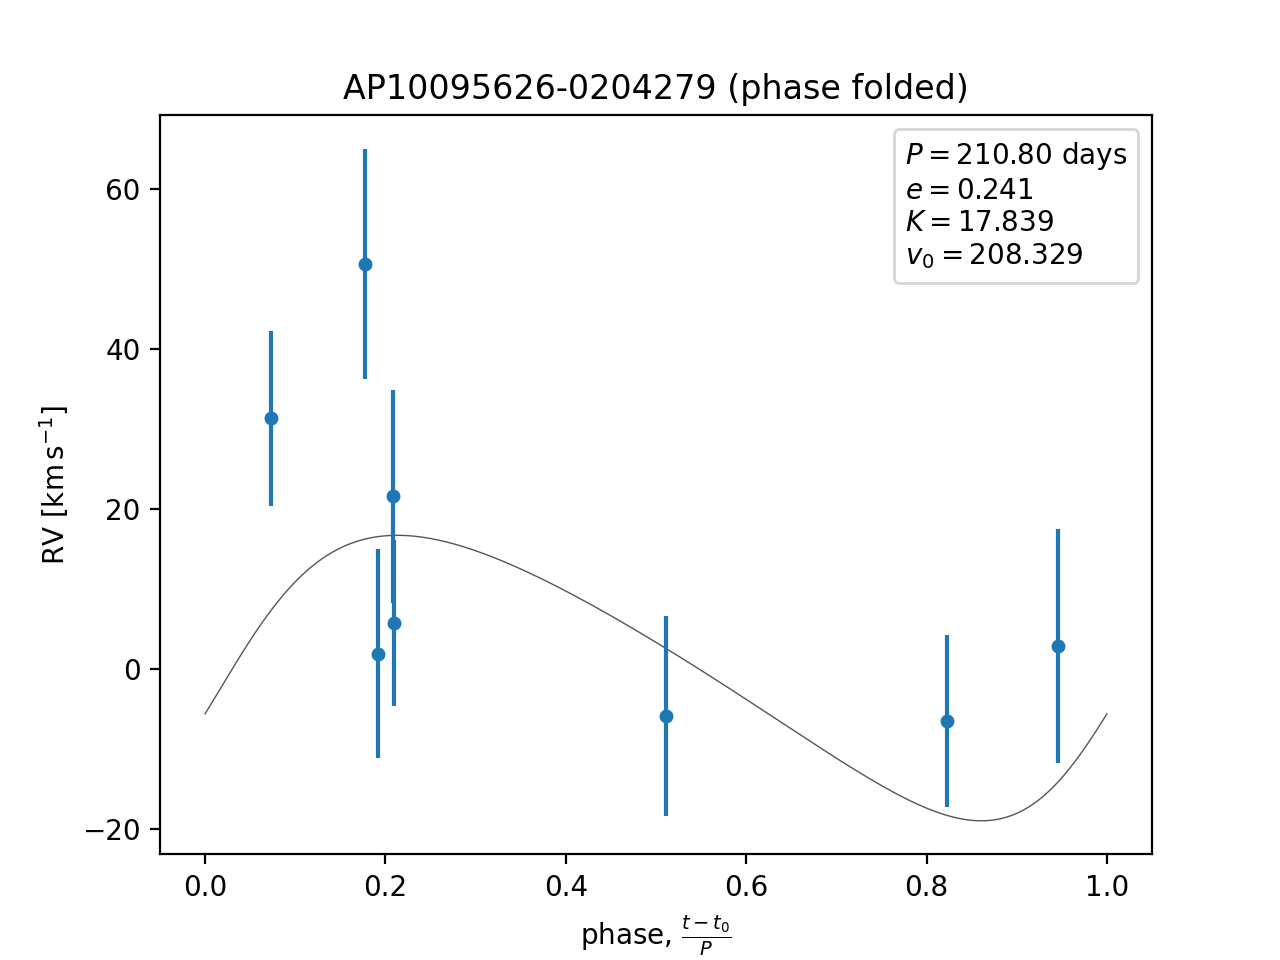 AP10095626-0204279 (phase folded)
P = 210.80 days
e = 0.241
K = 17.839
v₀ = 208.329
60
40
20
0
−20
RV [km s⁻¹]
0.0 0.2 0.4 0.6 0.8 1.0
phase, (t − t₀)/P